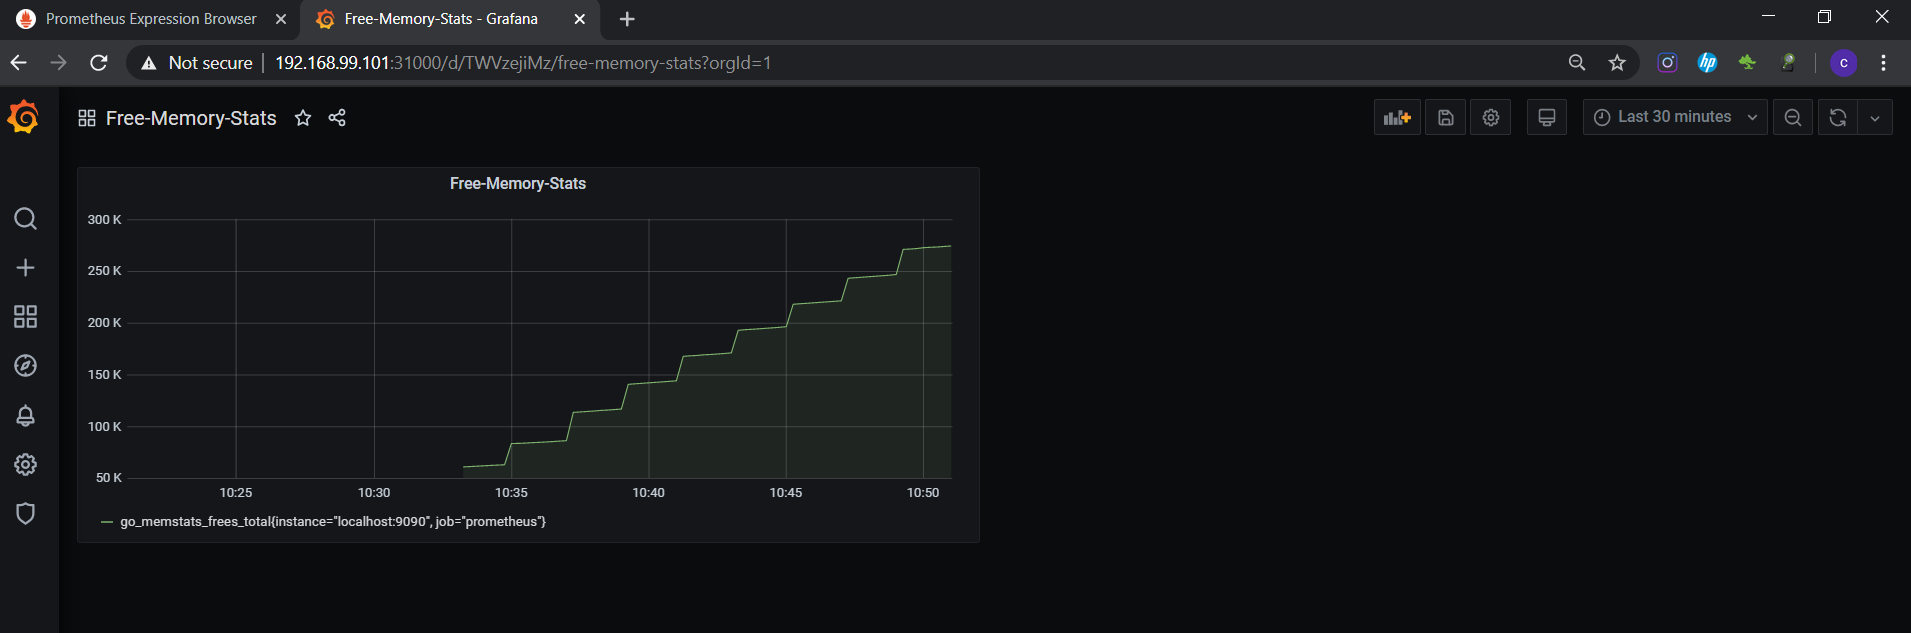 Prometheus Expression Browser
Free-Memory-Stats - Grafana
Not secure 192.168.99.101:31000/d/TWVzejiMz/free-memory-stats?orgId=1
hp
c
Free-Memory-Stats
Last 30 minutes
Free-Memory-Stats
300 K
250 K
200 K
150 K
100 K
50 K
10:25 10:30 10:35 10:40 10:45 10:50
go_memstats_frees_total{instance="localhost:9090", job="prometheus"}